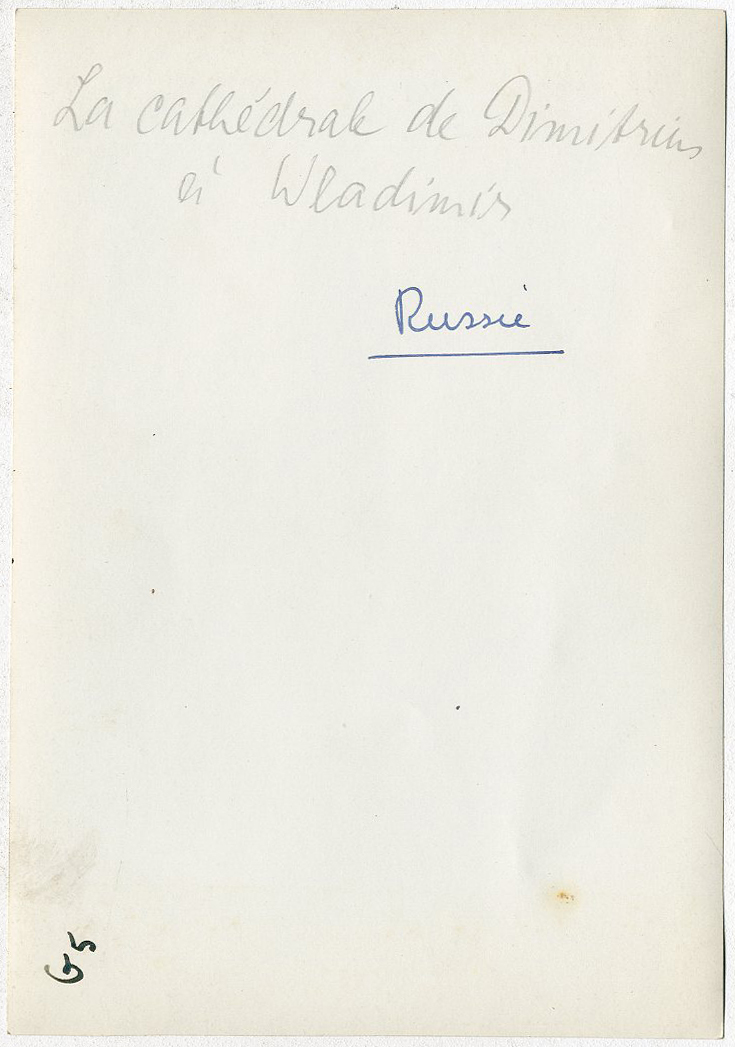 La cathédrale de Dimitrius
à Wladimir
Russie